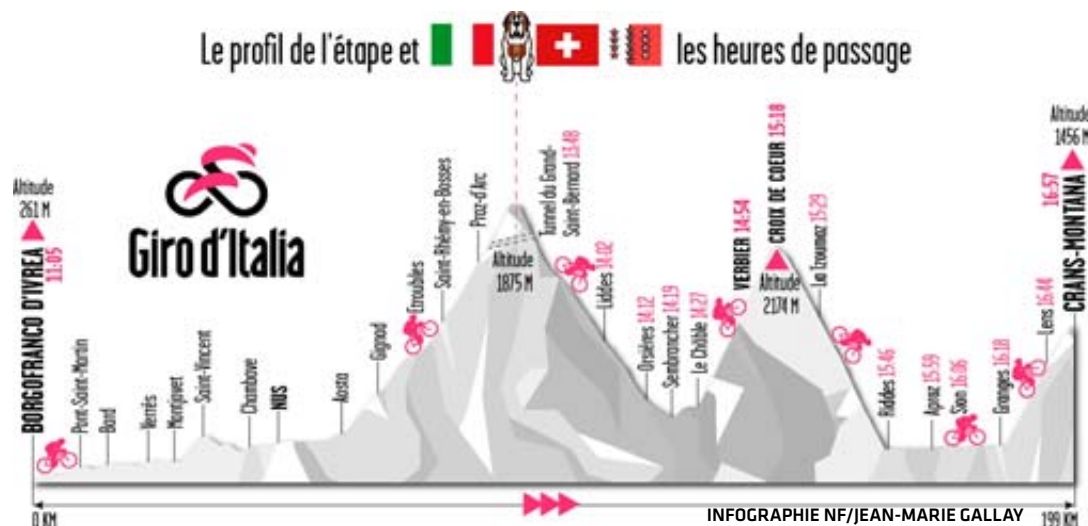 Le profil de l'étape et les heures de passage
Giro d'Italia
Altitude
261 M
BORGOFRANCO D'IVREA
11:05
Pont-Saint-Martin
Bard
Verrès
Montjovet
Saint-Vincent
Chambave
NUS
Aosta
Gignod
Etroubles
Saint-Rhémy-en-Bosses
Proz-d'Arc
Altitude
1875 M
Tunnel du Grand-
Saint-Bernard 13:48
Liddes 14:02
Orsières 14:12
Sembrancher 14:19
Le Châble 14:27
VERBIER 14:54
CROIX DE COEUR 15:18
Altitude
2174 M
La Tzoumaz 15:29
Riddes 15:46
Aproz 15:59
Sion 16:06
Granges 16:18
Lens 16:44
Altitude
1456 M
16:57
CRANS-MONTANA
0 KM
199 KM
INFOGRAPHIE NF/JEAN-MARIE GALLAY